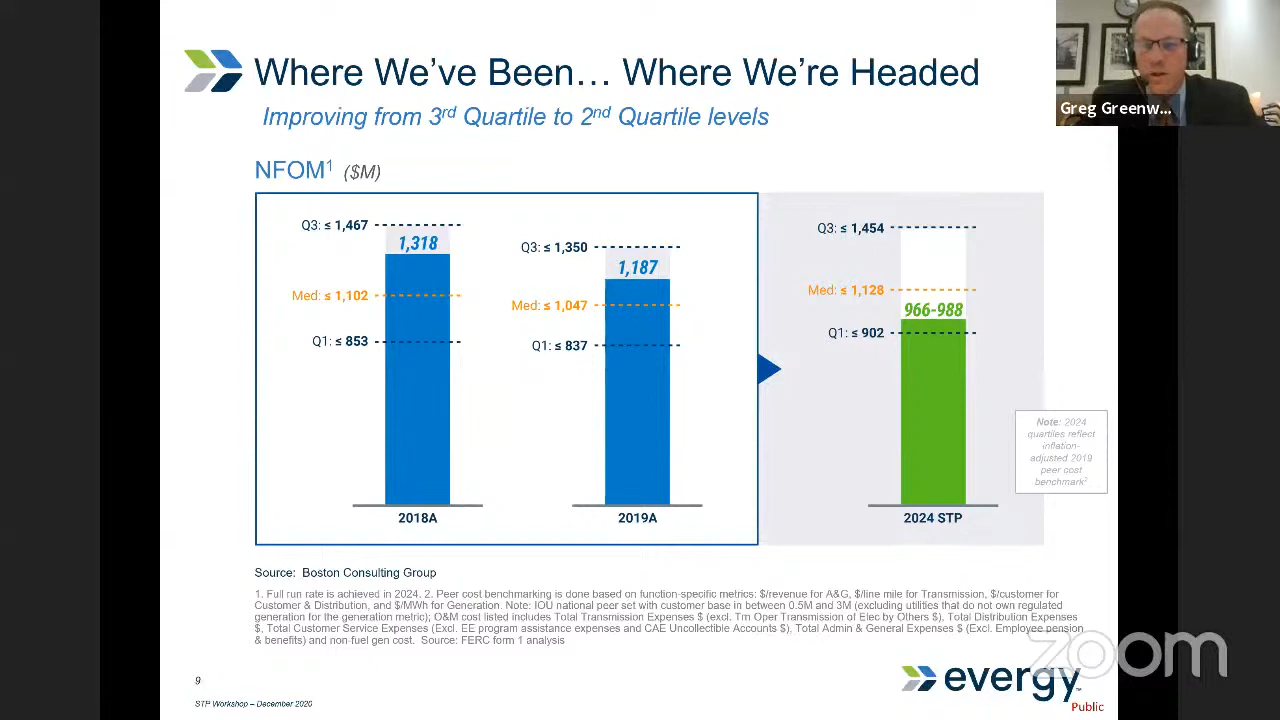 Where We've Been… Where We're Headed
Improving from 3rd Quartile to 2nd Quartile levels
Greg Greenw...
NFOM1 ($M)
Q3: ≤ 1,467
1,318
Med: ≤ 1,102
Q1: ≤ 853
2018A
Q3: ≤ 1,350
1,187
Med: ≤ 1,047
Q1: ≤ 837
2019A
Q3: ≤ 1,454
Med: ≤ 1,128
966-988
Q1: ≤ 902
2024 STP
Note: 2024
quartiles reflect
inflation-
adjusted 2019
peer cost
benchmark2
Source: Boston Consulting Group
1. Full run rate is achieved in 2024. 2. Peer cost benchmarking is done based on function-specific metrics: $/revenue for A&G, $/line mile for Transmission, $/customer for
Customer & Distribution, and $/MWh for Generation. Note: IOU national peer set with customer base in between 0.5M and 3M (excluding utilities that do not own regulated
generation for the generation metric); O&M cost listed includes Total Transmission Expenses $ (excl. Tm Oper Transmission of Elec by Others $), Total Distribution Expenses
$, Total Customer Service Expenses (Excl. EE program assistance expenses and CAE Uncollectible Accounts $), Total Admin & General Expenses $ (Excl. Employee pension
& benefits) and non-fuel gen cost. Source: FERC form 1 analysis
zoom
9
evergy
TM
STP Workshop – December 2020
Public